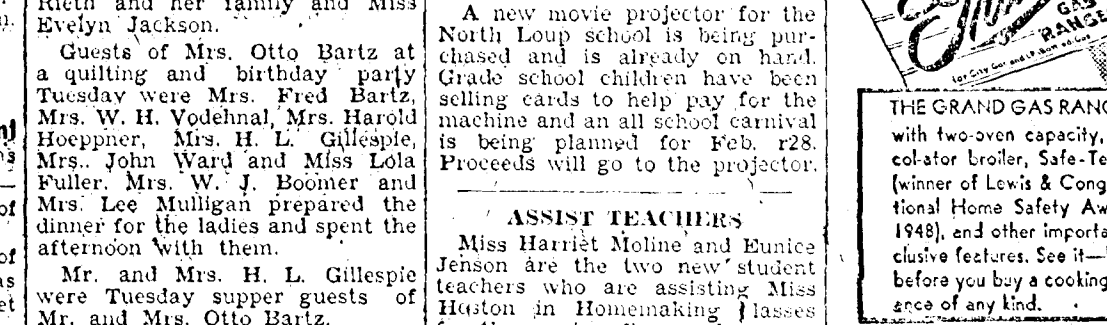 Rieth and her family and Miss
Evelyn Jackson.
Guests of Mrs. Otto Bartz at
a quilting and birthday party
Tuesday were Mrs. Fred Bartz,
Mrs. W. H. Vodehnal, Mrs. Harold
Hoeppner, Mrs. H. L. Gillespie,
Mrs.. John Ward and Miss Lola
Fuller. Mrs. W. J. Boomer and
Mrs. Lee Mulligan prepared the
dinner for the ladies and spent the
afternoon with them.
Mr. and Mrs. H. L. Gillespie
were Tuesday supper guests of
Mr. and Mrs. Otto Bartz.
A new movie projector for the
North Loup school is being pur-
chased and is already on hand.
Grade school children have been
selling cards to help pay for the
machine and an all school carnival
is being planned for Feb. r28.
Proceeds will go to the projector.
ASSIST TEACHERS
Miss Harriet Moline and Eunice
Jenson are the two new student
teachers who are assisting Miss
Hoston in Homemaking flasses
GAS
RANGE
for City Gas and LP
THE GRAND GAS RANG
with two-oven capacity,
col-ator broiler, Safe-Te
(winner of Lewis & Cong
tional Home Safety Aw
1948), and other importa
clusive features. See it—
before you buy a cooking
ance of any kind.